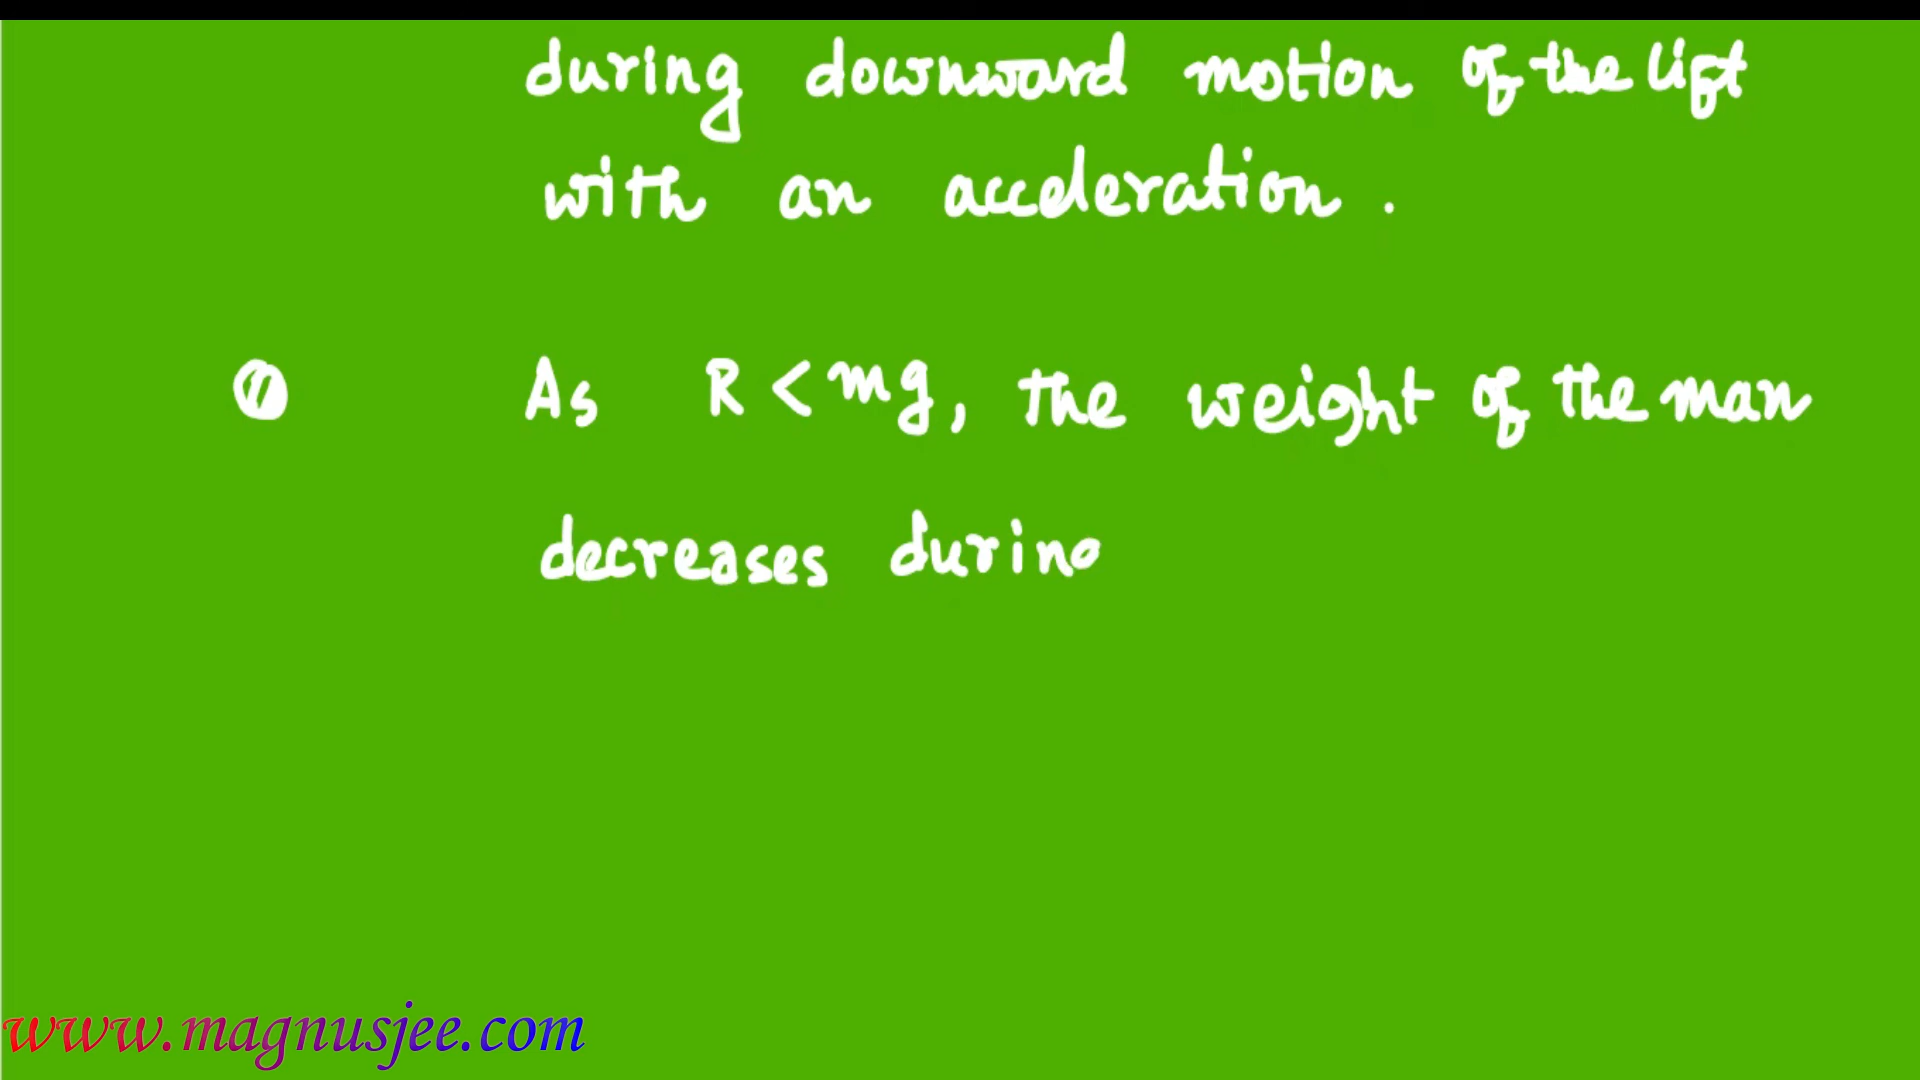 during downward motion of the lift
with an acceleration.
As R < mg, the weight of the man
decreases durino
www.magnusjee.com